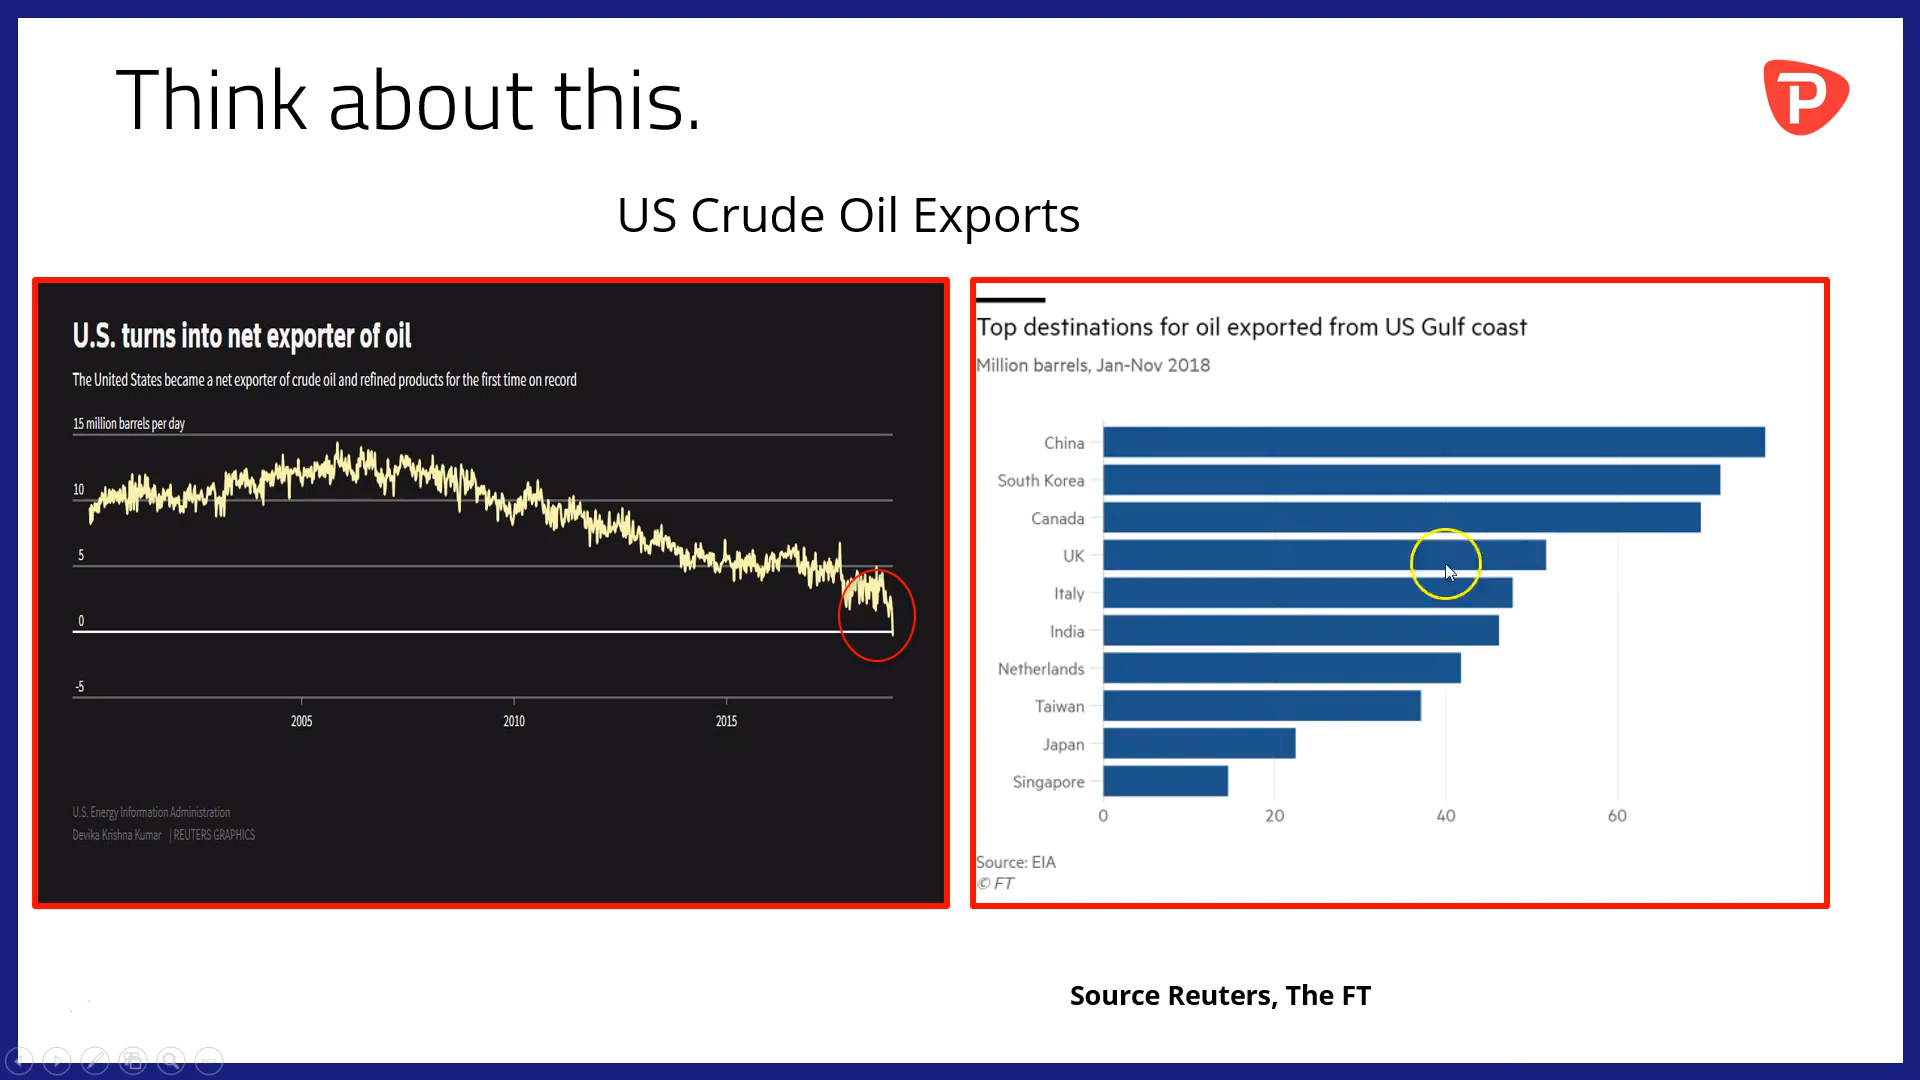 Think about this.
P
US Crude Oil Exports
U.S. turns into net exporter of oil
The United States became a net exporter of crude oil and refined products for the first time on record
15 million barrels per day
10
5
0
-5
2005
2010
2015
U.S. Energy Information Administration
Devika Krishna Kumar | REUTERS GRAPHICS
Top destinations for oil exported from US Gulf coast
Million barrels, Jan-Nov 2018
China
South Korea
Canada
UK
Italy
India
Netherlands
Taiwan
Japan
Singapore
0 20 40 60
Source: EIA
© FT
Source Reuters, The FT